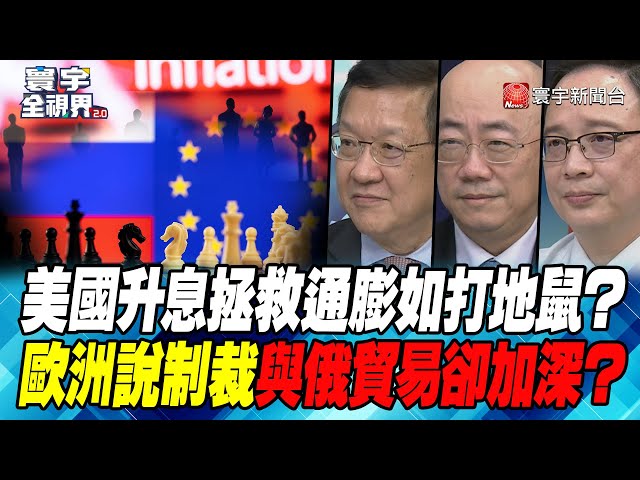 寰宇
全視界2.0
Inflation
News
寰宇新聞台
美國升息拯救通膨如打地鼠?
歐洲說制裁與俄貿易卻加深?